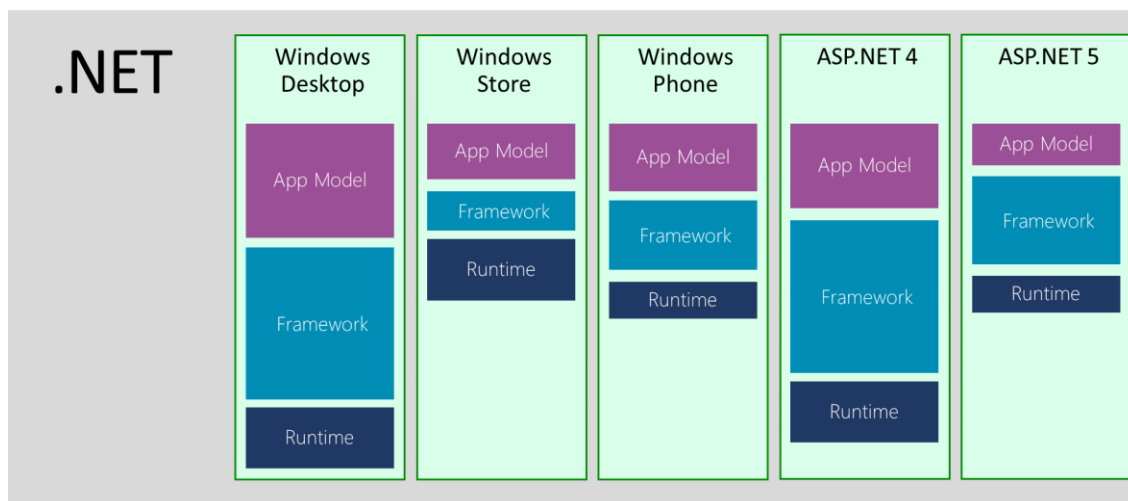 .NET
Windows
Desktop
App Model
Framework
Runtime
Windows
Store
App Model
Framework
Runtime
Windows
Phone
App Model
Framework
Runtime
ASP.NET 4
App Model
Framework
Runtime
ASP.NET 5
App Model
Framework
Runtime